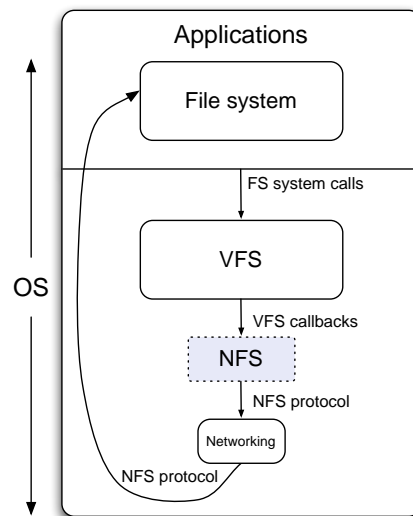 Applications
File system
FS system calls
VFS
OS
VFS callbacks
NFS
NFS protocol
Networking
NFS protocol